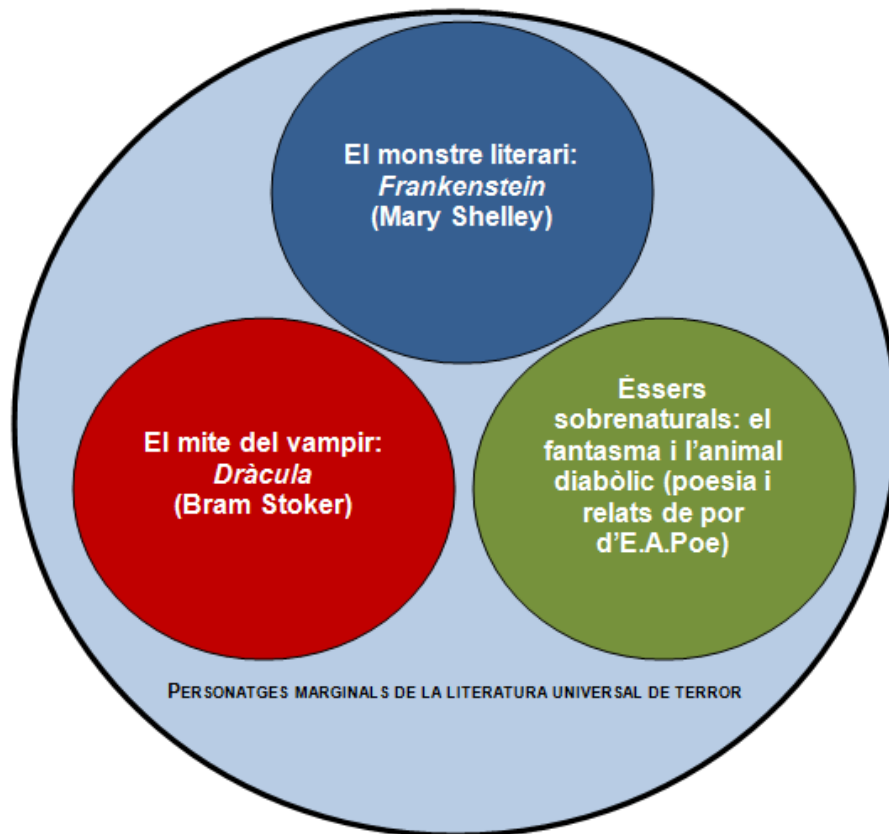 El monstre literari:
Frankenstein
(Mary Shelley)
El mite del vampir:
Dràcula
(Bram Stoker)
Éssers
sobrenaturals: el
fantasma i l’animal
diabòlic (poesia i
relats de por
d’E.A.Poe)
PERSONATGES MARGINALS DE LA LITERATURA UNIVERSAL DE TERROR